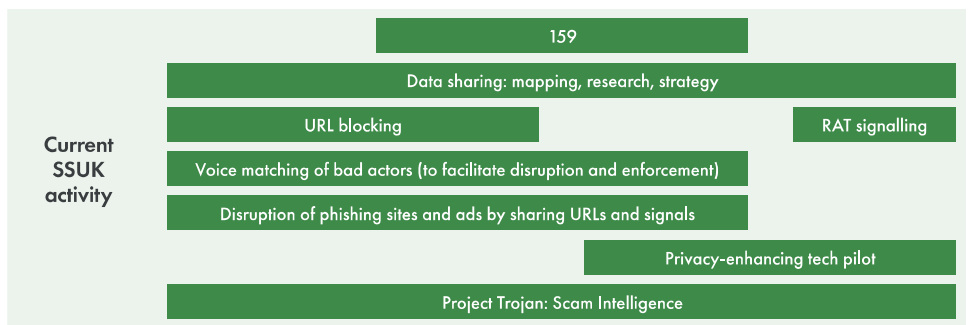 159
Data sharing: mapping, research, strategy
URL blocking
RAT signalling
Current
SSUK
activity
Voice matching of bad actors (to facilitate disruption and enforcement)
Disruption of phishing sites and ads by sharing URLs and signals
Privacy-enhancing tech pilot
Project Trojan: Scam Intelligence